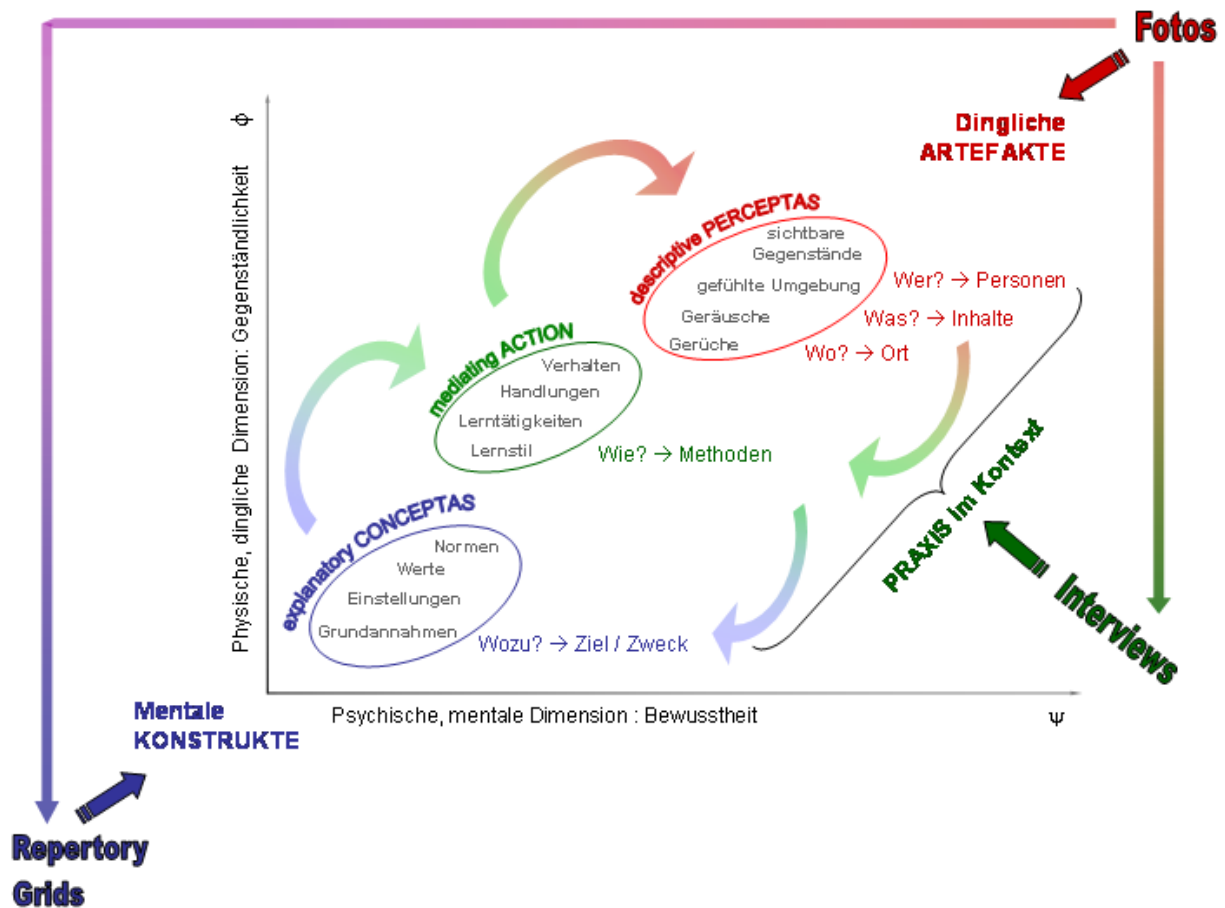 Fotos
Dingliche
ARTEFAKTE
Physische, dingliche Dimension: Gegenständlichkeit
ϕ
descriptive PERCEPTAS
sichtbare
Gegenstände
gefühlte Umgebung
Geräusche
Gerüche
Wer? → Personen
Was? → Inhalte
Wo? → Ort
mediating ACTION
Verhalten
Handlungen
Lerntätigkeiten
Lernstil
Wie? → Methoden
PRAXIS im Kontext
Interviews
explanatory CONCEPTAS
Normen
Werte
Einstellungen
Grundannahmen
Wozu? → Ziel / Zweck
Psychische, mentale Dimension : Bewusstheit
Ψ
Mentale
KONSTRUKTE
Repertory
Grids